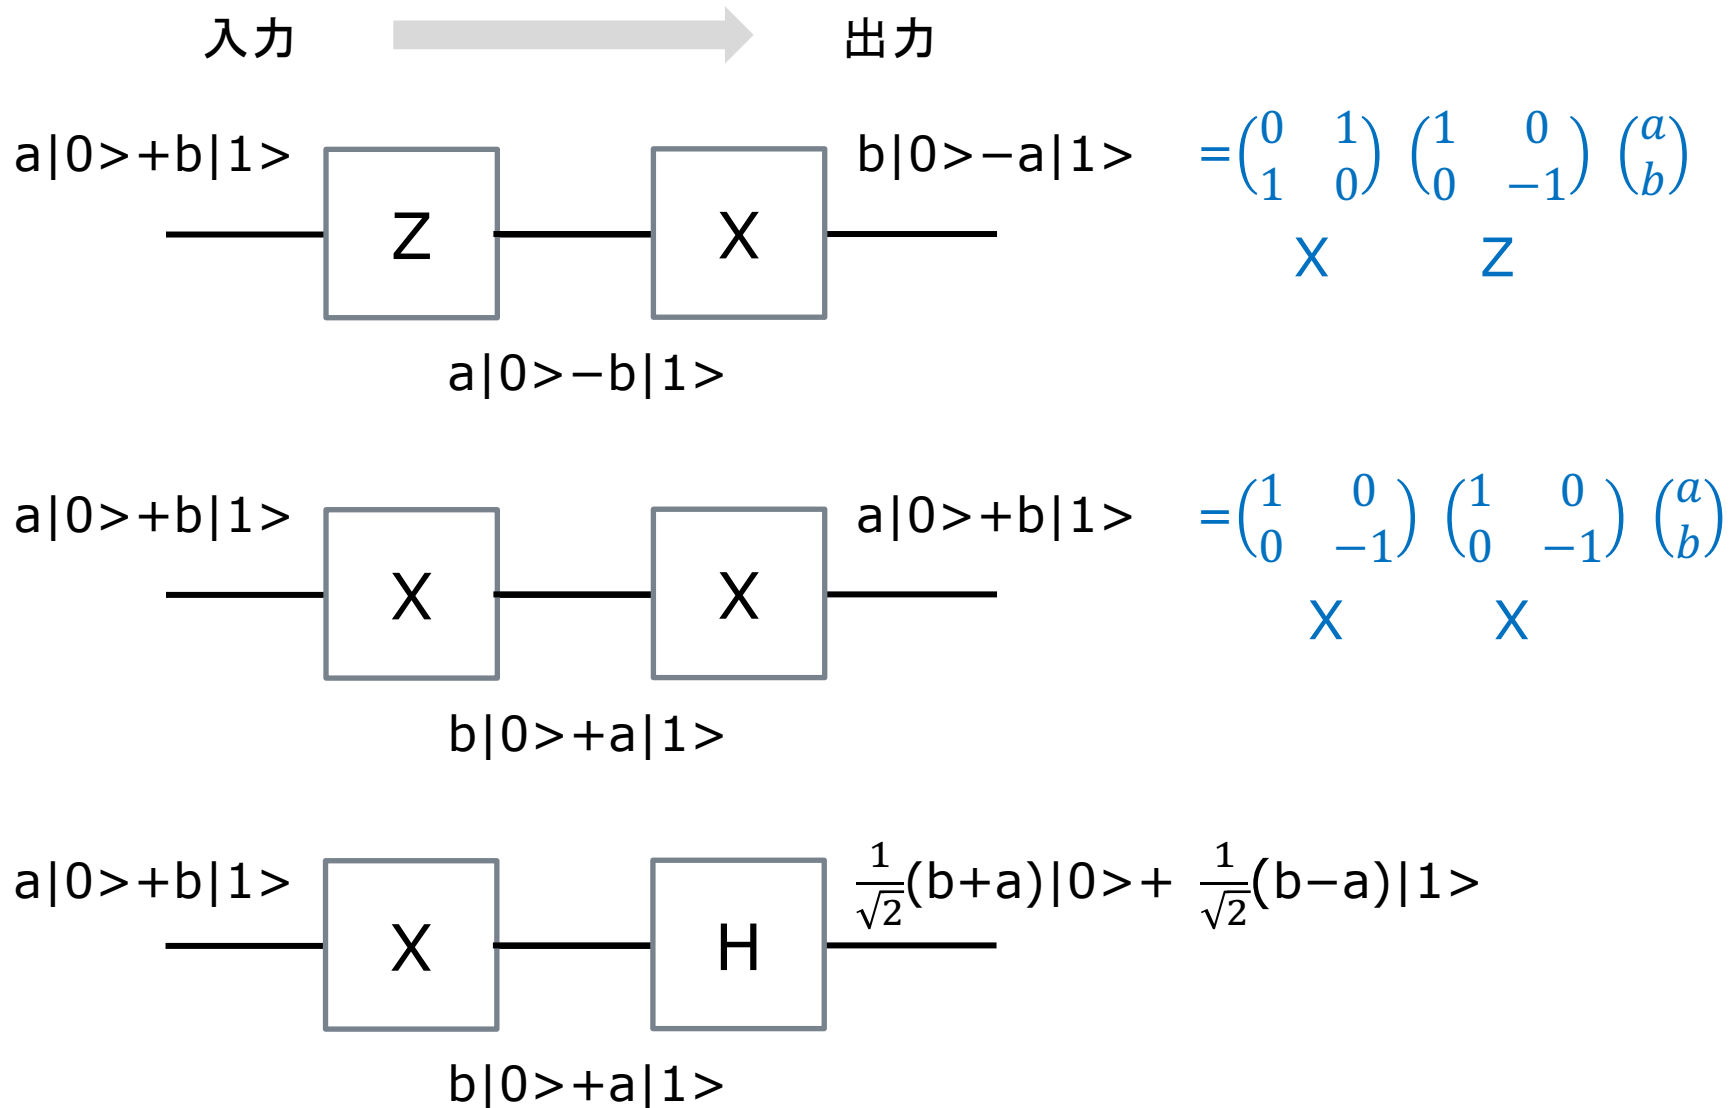 入力 出力
a|0>+b|1> Z X b|0>−a|1> =(0 1 1 0) (1 0 0 −1) (a b)
X Z
a|0>−b|1>
a|0>+b|1> X X a|0>+b|1> =(1 0 0 −1) (1 0 0 −1) (a b)
X X
b|0>+a|1>
a|0>+b|1> X H 1/√2(b+a)|0>+ 1/√2(b−a)|1>
b|0>+a|1>